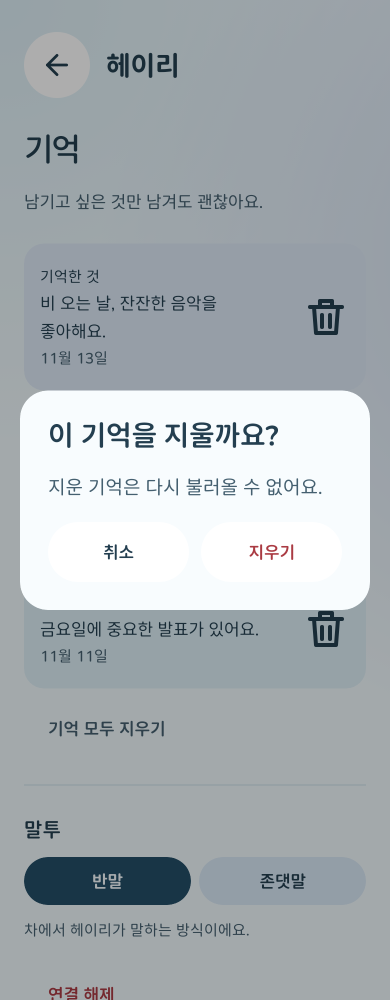 헤이리
기억
남기고 싶은 것만 남겨도 괜찮아요.
기억한 것
비 오는 날, 잔잔한 음악을
좋아해요.
11월 13일
이 기억을 지울까요?
지운 기억은 다시 불러올 수 없어요.
취소
지우기
금요일에 중요한 발표가 있어요.
11월 11일
기억 모두 지우기
말투
반말
존댓말
차에서 헤이리가 말하는 방식이에요.
연결 해제